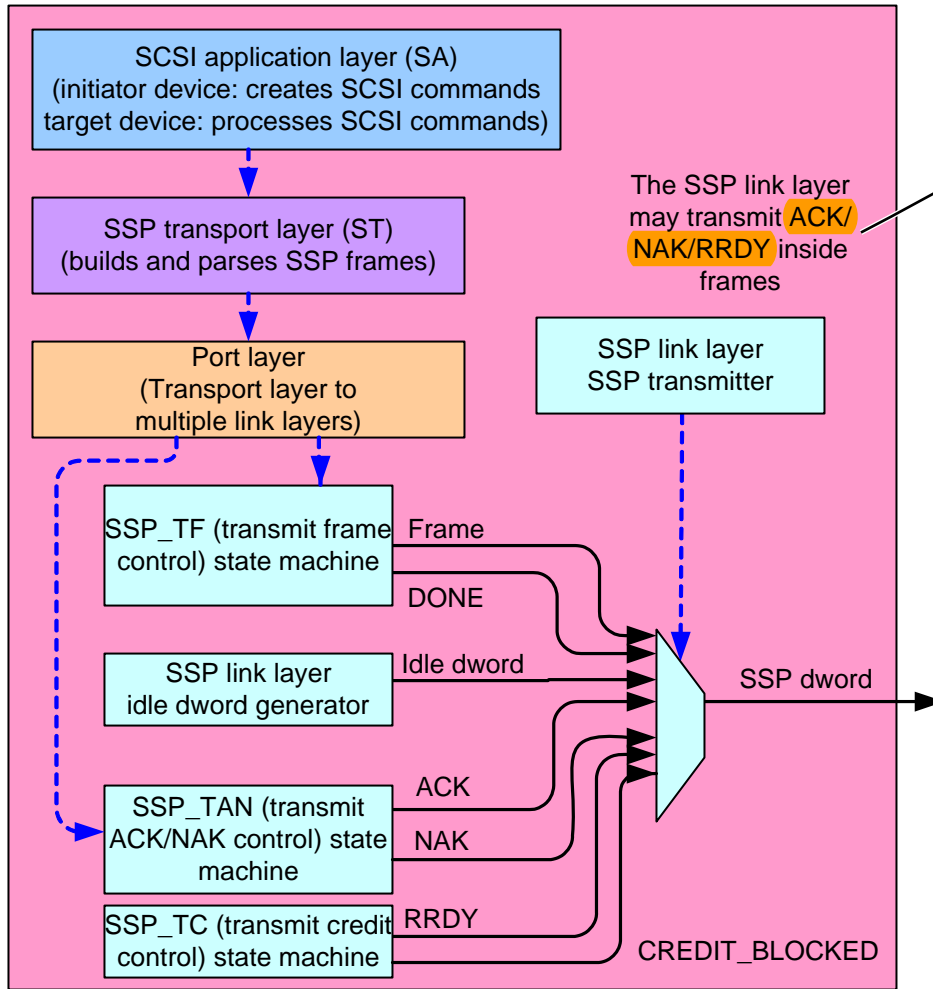 SCSI application layer (SA)
(initiator device: creates SCSI commands
target device: processes SCSI commands)
The SSP link layer
may transmit ACK/
NAK/RRDY inside
frames
SSP transport layer (ST)
(builds and parses SSP frames)
Port layer
(Transport layer to
multiple link layers)
SSP link layer
SSP transmitter
SSP_TF (transmit frame
control) state machine
Frame
DONE
SSP link layer
idle dword generator
Idle dword
SSP dword
SSP_TAN (transmit
ACK/NAK control) state
machine
ACK
NAK
SSP_TC (transmit credit
control) state machine
RRDY
CREDIT_BLOCKED